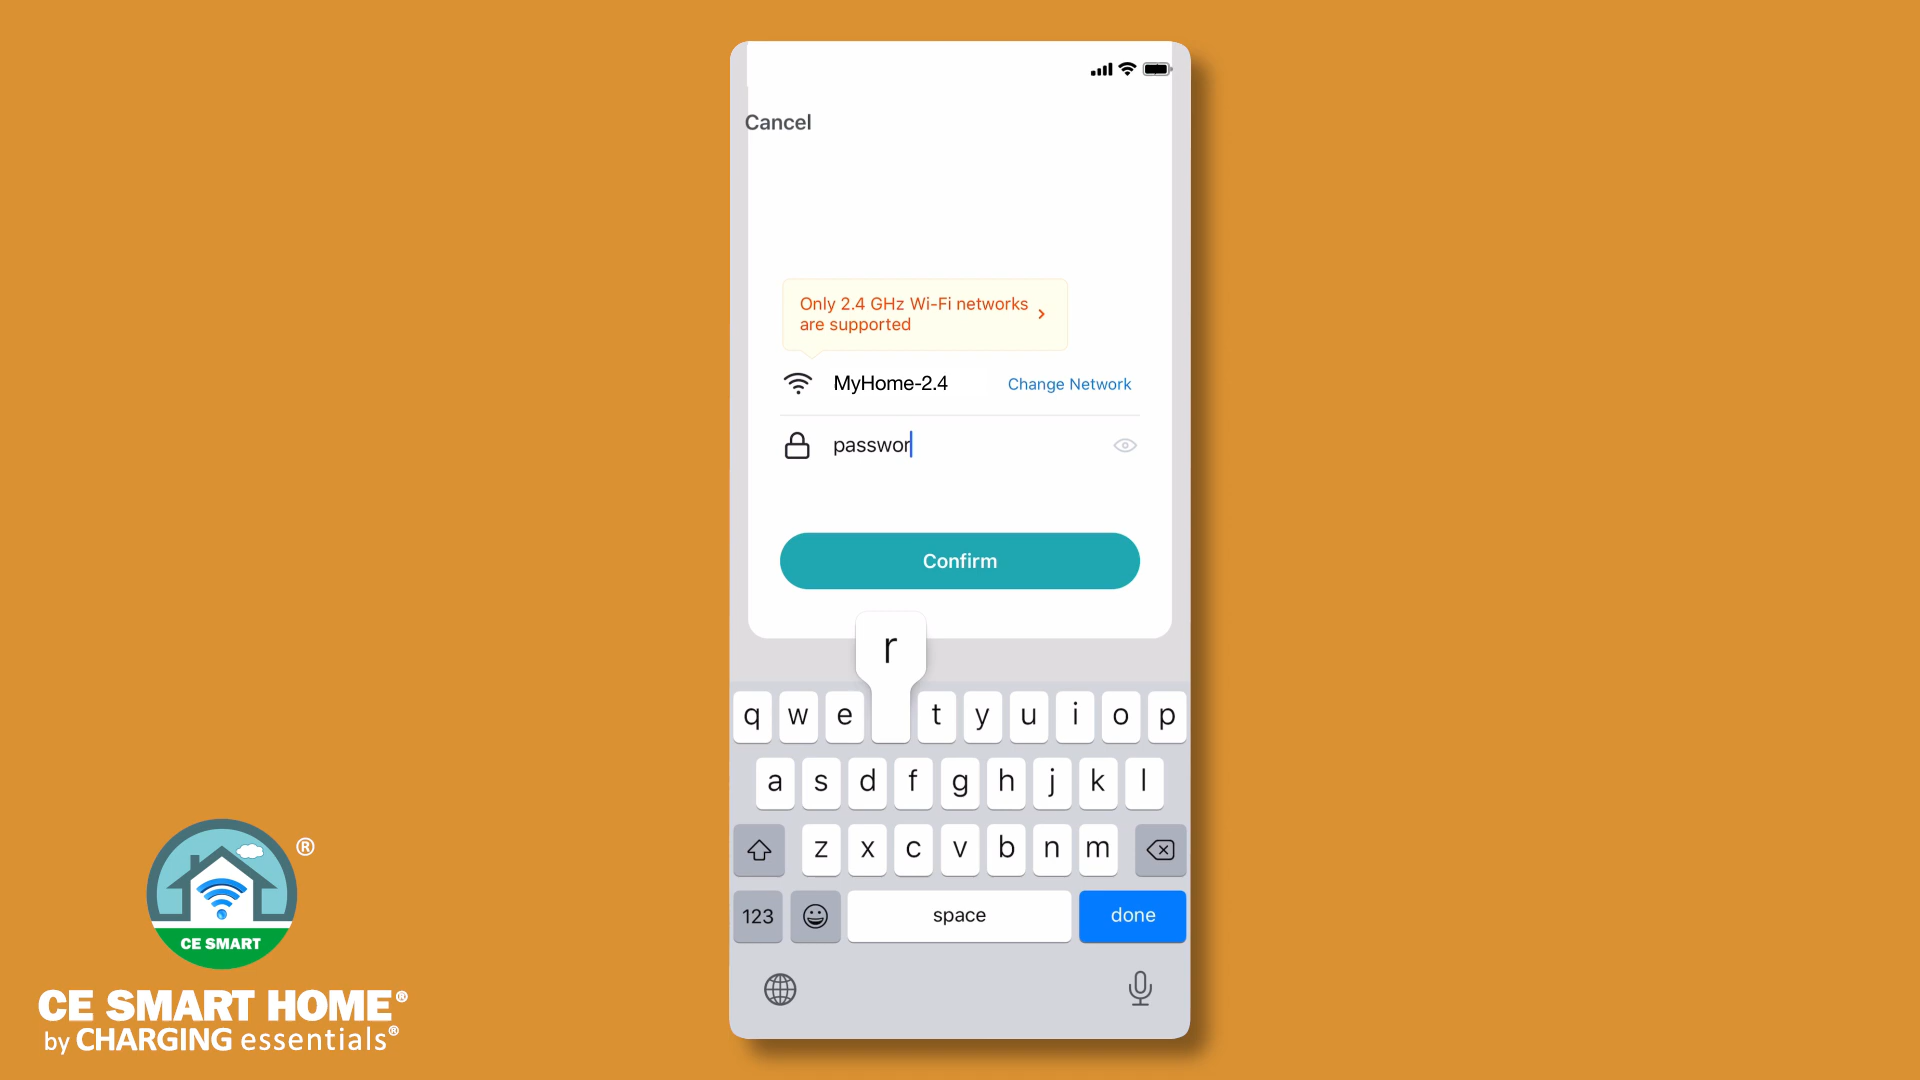 Cancel
Only 2.4 GHz Wi-Fi networks
are supported
MyHome-2.4
Change Network
passwor
Confirm
r
q w e t y u i o p
a s d f g h j k l
z x c v b n m
123 space done
®
CE SMART
CE SMART HOME®
by CHARGING essentials®